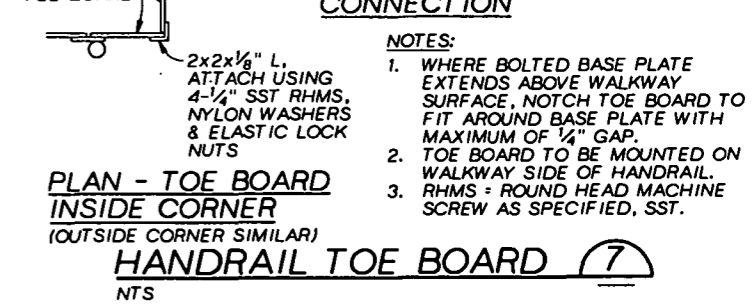 CONNECTION
2x2x⅛" L,
ATTACH USING
4-¼" SST RHMS,
NYLON WASHERS
& ELASTIC LOCK
NUTS
PLAN - TOE BOARD
INSIDE CORNER
(OUTSIDE CORNER SIMILAR)
NOTES:
1. WHERE BOLTED BASE PLATE
EXTENDS ABOVE WALKWAY
SURFACE, NOTCH TOE BOARD TO
FIT AROUND BASE PLATE WITH
MAXIMUM OF ¼" GAP.
2. TOE BOARD TO BE MOUNTED ON
WALKWAY SIDE OF HANDRAIL.
3. RHMS = ROUND HEAD MACHINE
SCREW AS SPECIFIED, SST.
HANDRAIL TOE BOARD 7
NTS